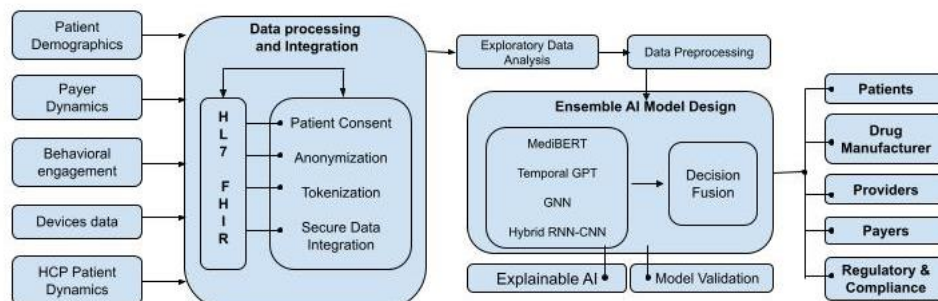 Patient
Demographics
Payer
Dynamics
Behavioral
engagement
Devices data
HCP Patient
Dynamics
Data processing
and Integration
H
L
7
F
H
I
R
Patient Consent
Anonymization
Tokenization
Secure Data
Integration
Exploratory Data
Analysis
Data Preprocessing
Ensemble AI Model Design
MediBERT
Temporal GPT
GNN
Hybrid RNN-CNN
Decision
Fusion
Explainable AI
Model Validation
Patients
Drug
Manufacturer
Providers
Payers
Regulatory &
Compliance